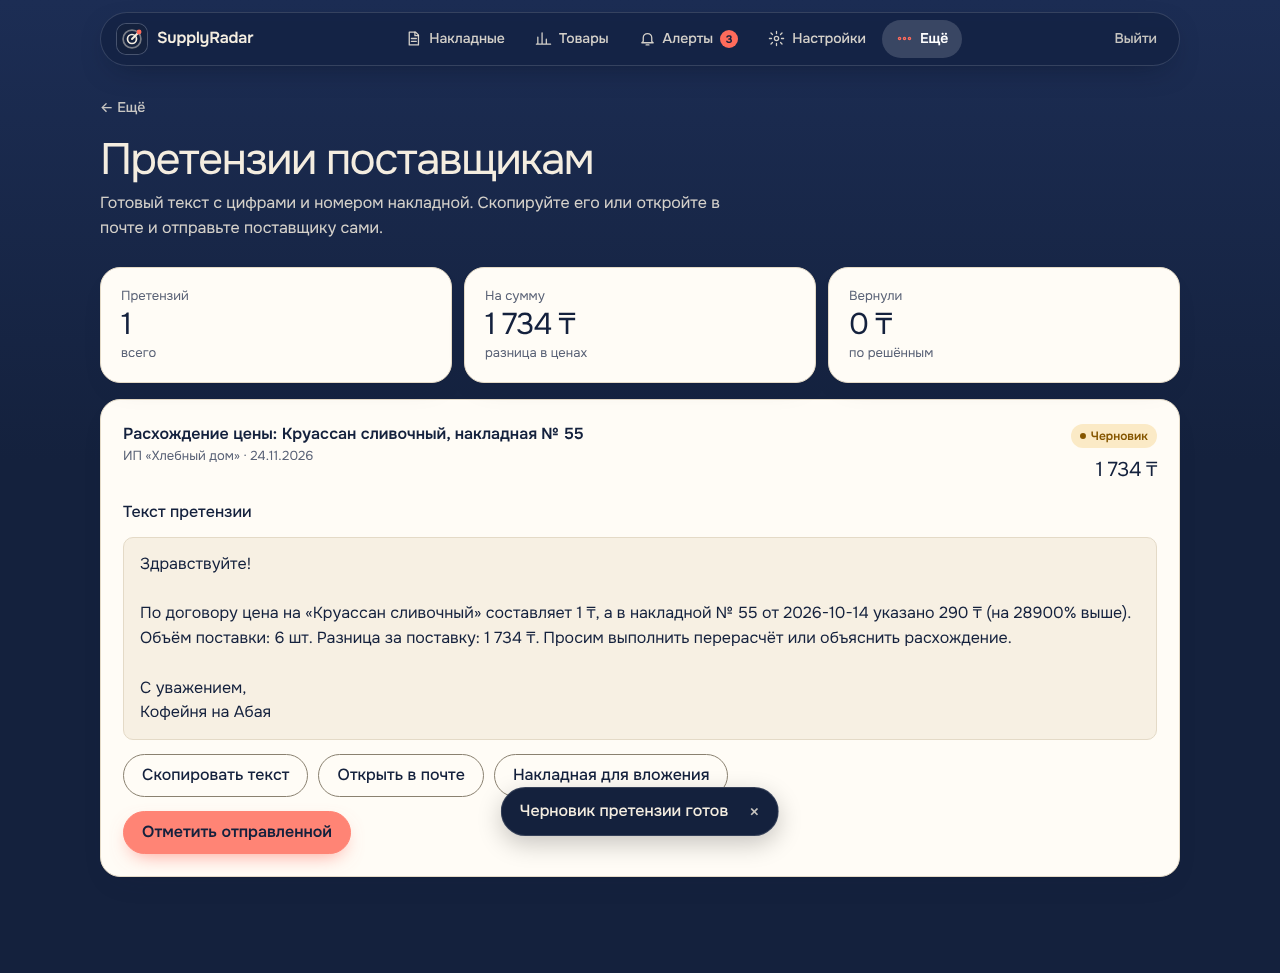 SupplyRadar
Накладные
Товары
Алерты 3
Настройки
Ещё
Выйти
← Ещё
Претензии поставщикам
Готовый текст с цифрами и номером накладной. Скопируйте его или откройте в
почте и отправьте поставщику сами.
Претензий
1
всего
На сумму
1 734 ₸
разница в ценах
Вернули
0 ₸
по решённым
Расхождение цены: Круассан сливочный, накладная № 55
ИП «Хлебный дом» · 24.11.2026
Черновик
1 734 ₸
Текст претензии
Здравствуйте!
По договору цена на «Круассан сливочный» составляет 1 ₸, а в накладной № 55 от 2026-10-14 указано 290 ₸ (на 28900% выше).
Объём поставки: 6 шт. Разница за поставку: 1 734 ₸. Просим выполнить перерасчёт или объяснить расхождение.
С уважением,
Кофейня на Абая
Скопировать текст
Открыть в почте
Накладная для вложения
Черновик претензии готов ×
Отметить отправленной